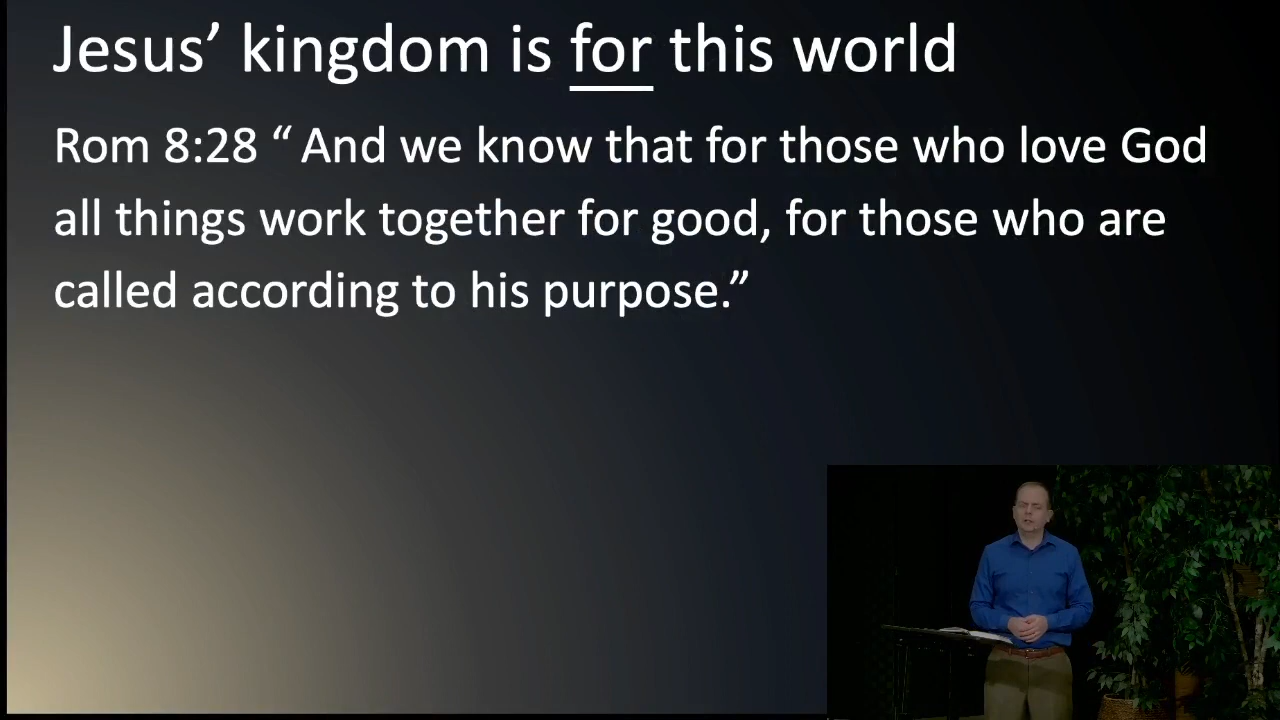 Jesus’ kingdom is for this world
Rom 8:28 “ And we know that for those who love God
all things work together for good, for those who are
called according to his purpose.”